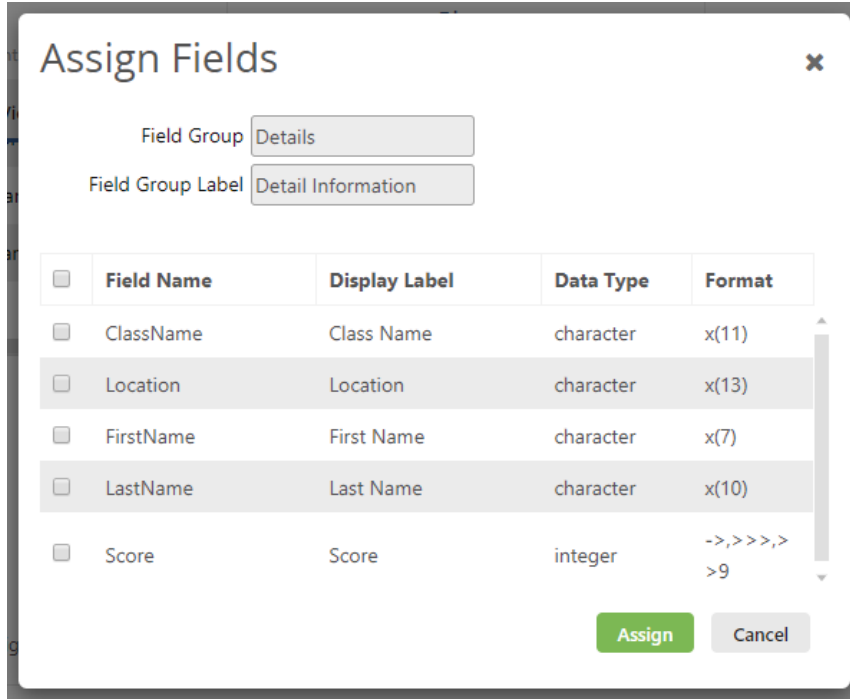 Assign Fields
Field Group Details
Field Group Label Detail Information
Field Name Display Label Data Type Format
ClassName Class Name character x(11)
Location Location character x(13)
FirstName First Name character x(7)
LastName Last Name character x(10)
Score Score integer ->,>>>,>
>9
Assign Cancel